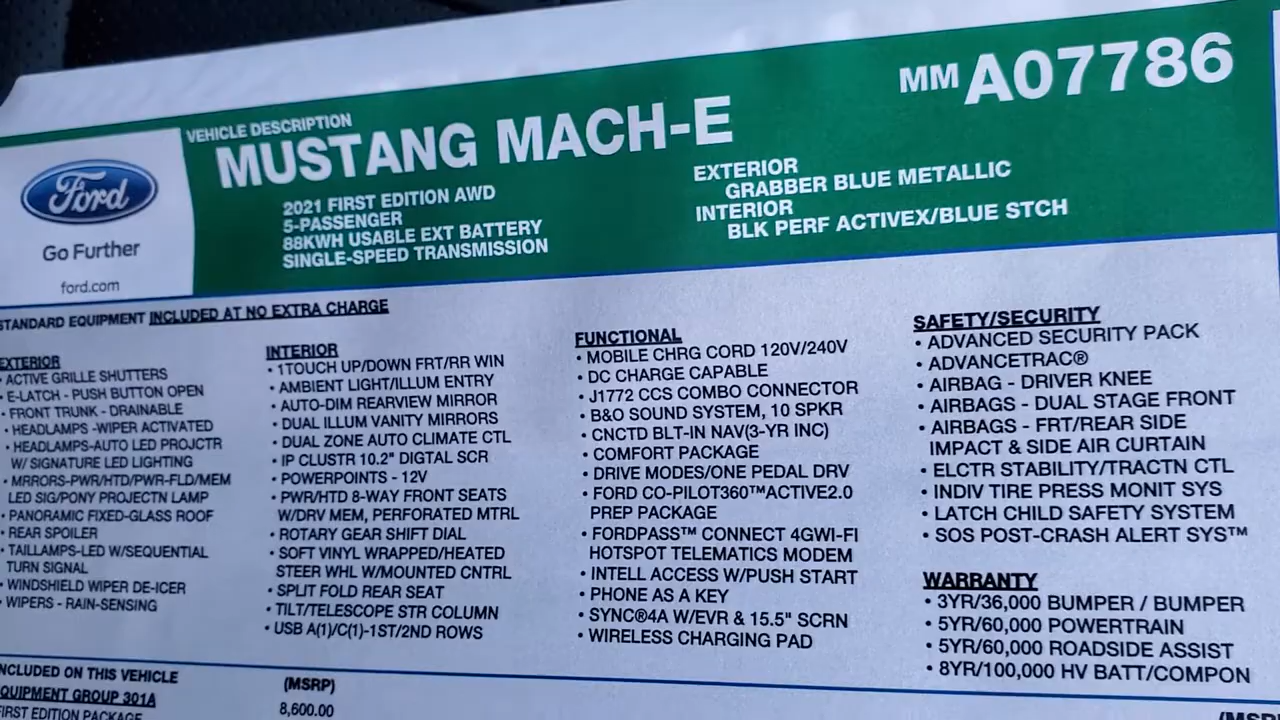 MM A07786
VEHICLE DESCRIPTION
MUSTANG MACH-E
2021 FIRST EDITION AWD
5-PASSENGER
88KWH USABLE EXT BATTERY
SINGLE-SPEED TRANSMISSION
EXTERIOR
GRABBER BLUE METALLIC
INTERIOR
BLK PERF ACTIVEX/BLUE STCH
Ford
Go Further
ford.com
STANDARD EQUIPMENT INCLUDED AT NO EXTRA CHARGE
EXTERIOR
• ACTIVE GRILLE SHUTTERS
• E-LATCH - PUSH BUTTON OPEN
• FRONT TRUNK - DRAINABLE
• HEADLAMPS -WIPER ACTIVATED
• HEADLAMPS-AUTO LED PROJCTR
W/ SIGNATURE LED LIGHTING
• MRRORS-PWR/HTD/PWR-FLD/MEM
LED SIG/PONY PROJECTN LAMP
• PANORAMIC FIXED-GLASS ROOF
• REAR SPOILER
• TAILLAMPS-LED W/SEQUENTIAL
TURN SIGNAL
• WINDSHIELD WIPER DE-ICER
• WIPERS - RAIN-SENSING
INTERIOR
• 1TOUCH UP/DOWN FRT/RR WIN
• AMBIENT LIGHT/ILLUM ENTRY
• AUTO-DIM REARVIEW MIRROR
• DUAL ILLUM VANITY MIRRORS
• DUAL ZONE AUTO CLIMATE CTL
• IP CLUSTR 10.2" DIGTAL SCR
• POWERPOINTS - 12V
• PWR/HTD 8-WAY FRONT SEATS
W/DRV MEM, PERFORATED MTRL
• ROTARY GEAR SHIFT DIAL
• SOFT VINYL WRAPPED/HEATED
STEER WHL W/MOUNTED CNTRL
• SPLIT FOLD REAR SEAT
• TILT/TELESCOPE STR COLUMN
• USB A(1)/C(1)-1ST/2ND ROWS
FUNCTIONAL
• MOBILE CHRG CORD 120V/240V
• DC CHARGE CAPABLE
• J1772 CCS COMBO CONNECTOR
• B&O SOUND SYSTEM, 10 SPKR
• CNCTD BLT-IN NAV(3-YR INC)
• COMFORT PACKAGE
• DRIVE MODES/ONE PEDAL DRV
• FORD CO-PILOT360™ACTIVE2.0
PREP PACKAGE
• FORDPASS™ CONNECT 4GWI-FI
HOTSPOT TELEMATICS MODEM
• INTELL ACCESS W/PUSH START
• PHONE AS A KEY
• SYNC®4A W/EVR & 15.5" SCRN
• WIRELESS CHARGING PAD
SAFETY/SECURITY
• ADVANCED SECURITY PACK
• ADVANCETRAC®
• AIRBAG - DRIVER KNEE
• AIRBAGS - DUAL STAGE FRONT
• AIRBAGS - FRT/REAR SIDE
IMPACT & SIDE AIR CURTAIN
• ELCTR STABILITY/TRACTN CTL
• INDIV TIRE PRESS MONIT SYS
• LATCH CHILD SAFETY SYSTEM
• SOS POST-CRASH ALERT SYS™
WARRANTY
• 3YR/36,000 BUMPER / BUMPER
• 5YR/60,000 POWERTRAIN
• 5YR/60,000 ROADSIDE ASSIST
• 8YR/100,000 HV BATT/COMPON
INCLUDED ON THIS VEHICLE (MSRP)
EQUIPMENT GROUP 301A
FIRST EDITION PACKAGE 8,600.00